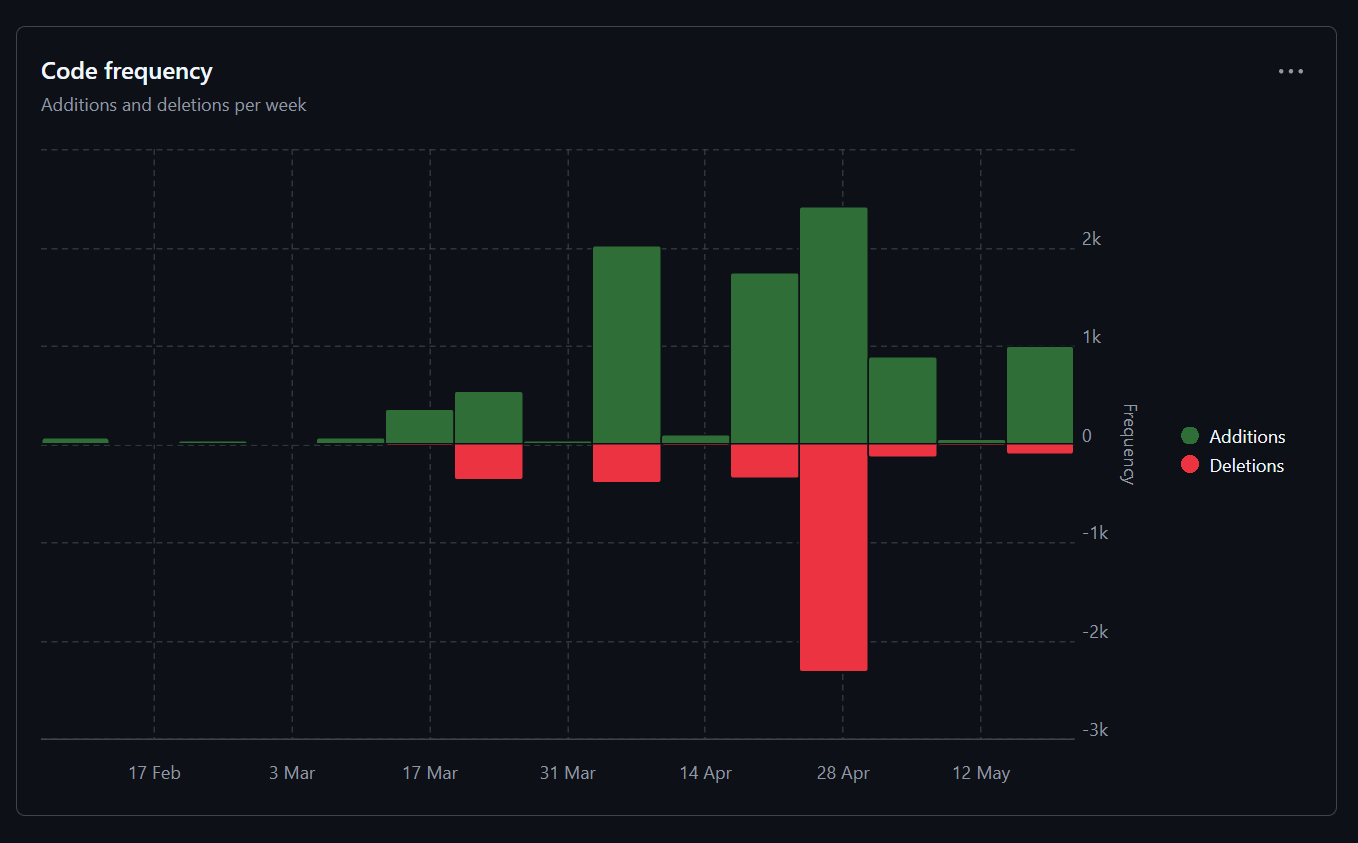 Code frequency
Additions and deletions per week
2k
1k
0
-1k
-2k
-3k
Frequency
Additions
Deletions
17 Feb
3 Mar
17 Mar
31 Mar
14 Apr
28 Apr
12 May